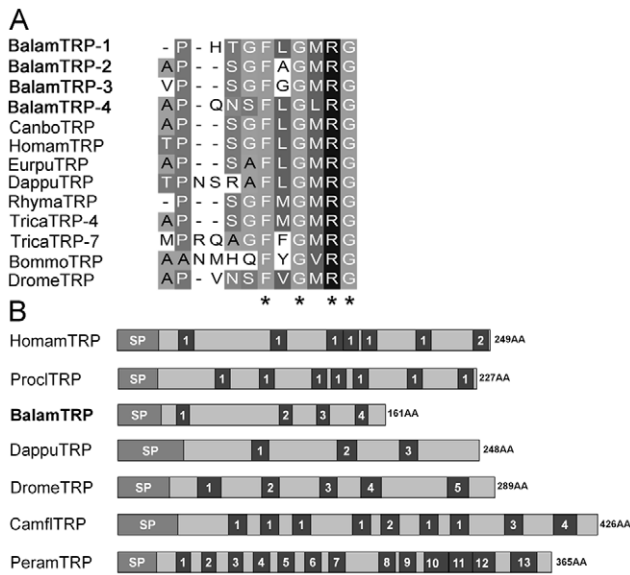 A
BalamTRP-1 - P - H T G F L G M R G
BalamTRP-2 A P - - S G F A G M R G
BalamTRP-3 V P - - S G F G G M R G
BalamTRP-4 A P - Q N S F L G L R G
CanboTRP A P - - S G F L G M R G
HomamTRP T P - - S G F L G M R G
EurpuTRP A P - - S A F L G M R G
DappuTRP T P N S R A F L G M R G
RhymaTRP - P - - S G F M G M R G
TricaTRP-4 A P - - S G F M G M R G
TricaTRP-7 M P R Q A G F F G M R G
BommoTRP A A N M H Q F Y G V R G
DromeTRP A P - V N S F V G M R G
* * * *
B
HomamTRP SP 1 1 1 1 1 1 2 249AA
ProclTRP SP 1 1 1 1 1 1 1 227AA
BalamTRP SP 1 2 3 4 161AA
DappuTRP SP 1 2 3 248AA
DromeTRP SP 1 2 3 4 5 289AA
CamflTRP SP 1 1 1 1 2 1 1 3 4 426AA
PeramTRP SP 1 2 3 4 5 6 7 8 9 10 11 12 13 365AA